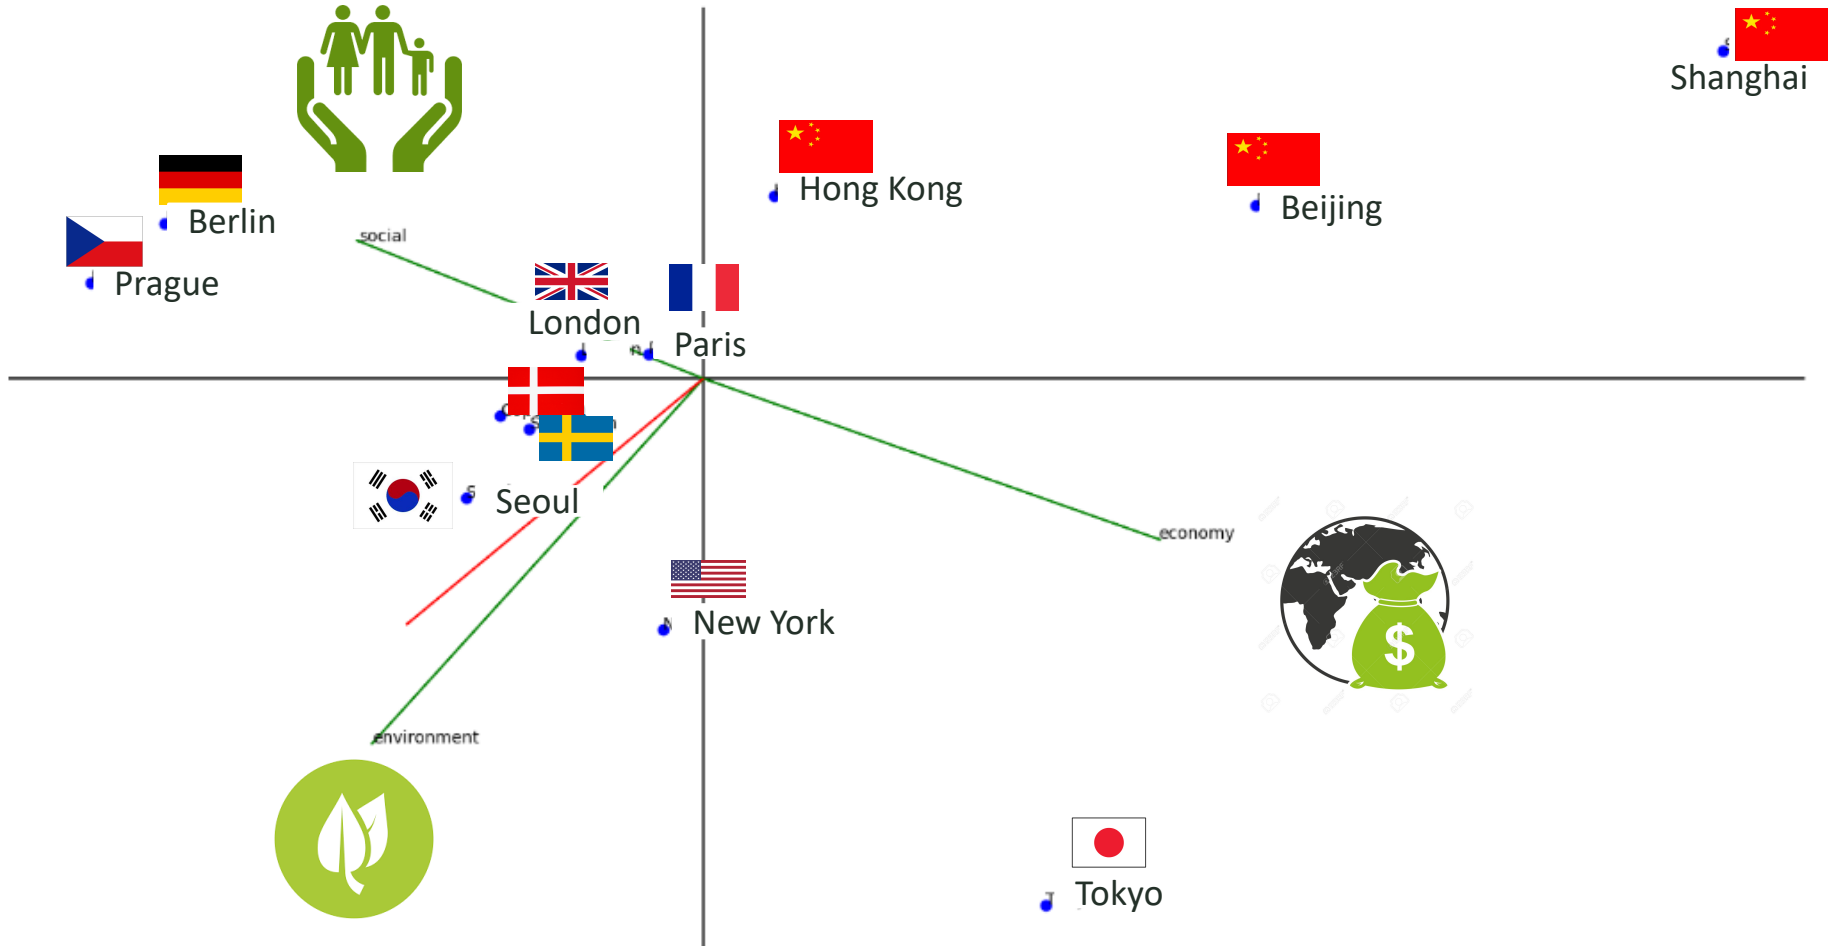 Shanghai
Hong Kong
Beijing
Berlin
social
Prague
London
Paris
Seoul
economy
$
New York
environment
Tokyo